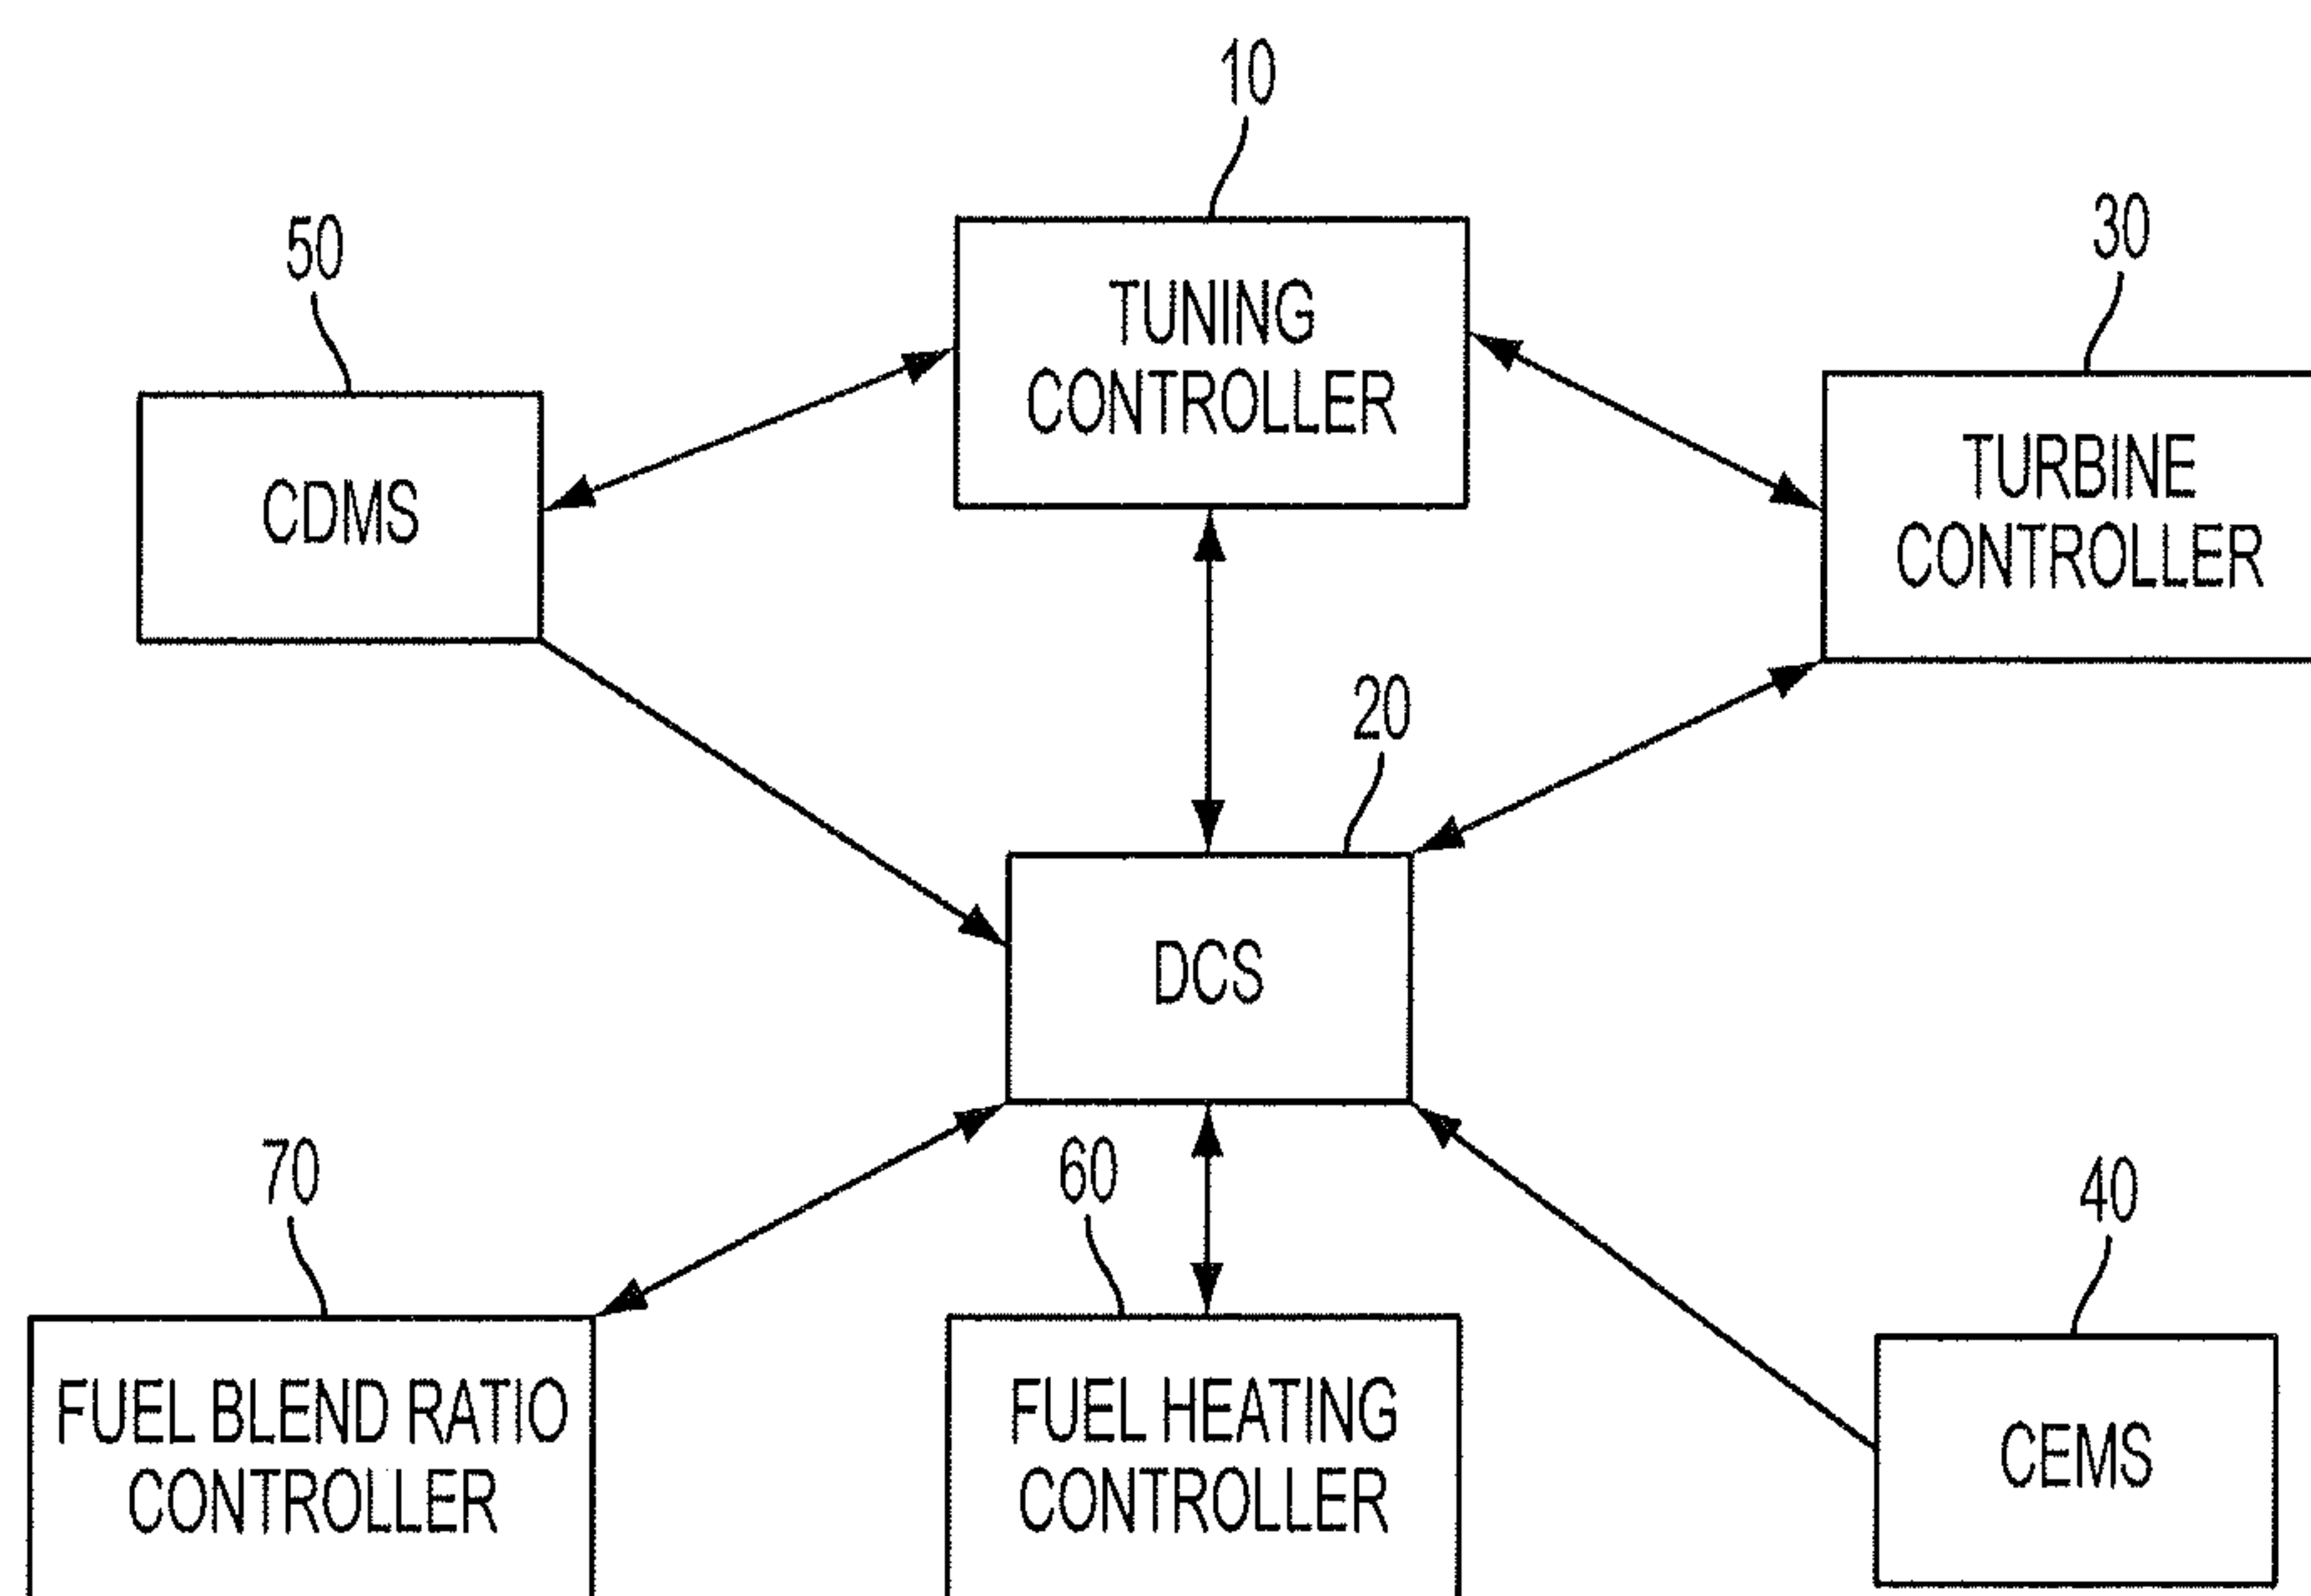 10
50
30
TUNING
CONTROLLER
CDMS
TURBINE
CONTROLLER
20
DCS
70
60
40
FUEL BLEND RATIO
CONTROLLER
FUEL HEATING
CONTROLLER
CEMS